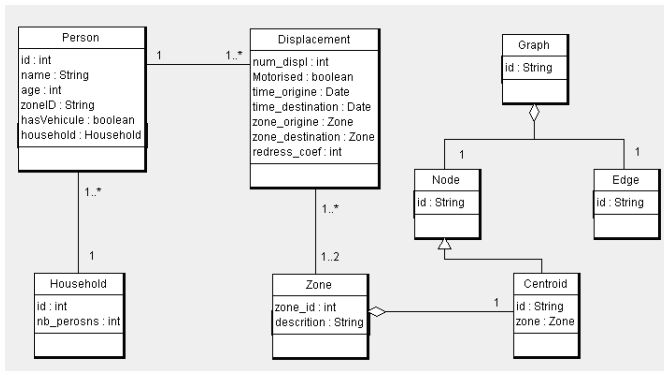 Person
id : int
name : String
age : int
zoneID : String
hasVehicule : boolean
household : Household
1
1..*
Displacement
num_displ : int
Motorised : boolean
time_origine : Date
time_destination : Date
zone_origine : Zone
zone_destination : Zone
redress_coef : int
Graph
id : String
1
1
Node
id : String
Edge
id : String
1..*
1
1..*
1..2
Household
id : int
nb_perosns : int
Zone
zone_id : int
descrition : String
1
Centroid
id : String
zone : Zone